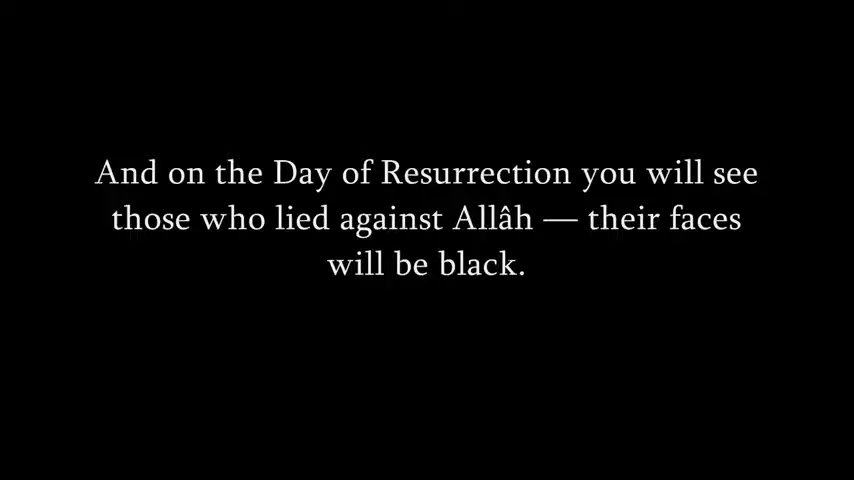 And on the Day of Resurrection you will see
those who lied against Allâh — their faces
will be black.